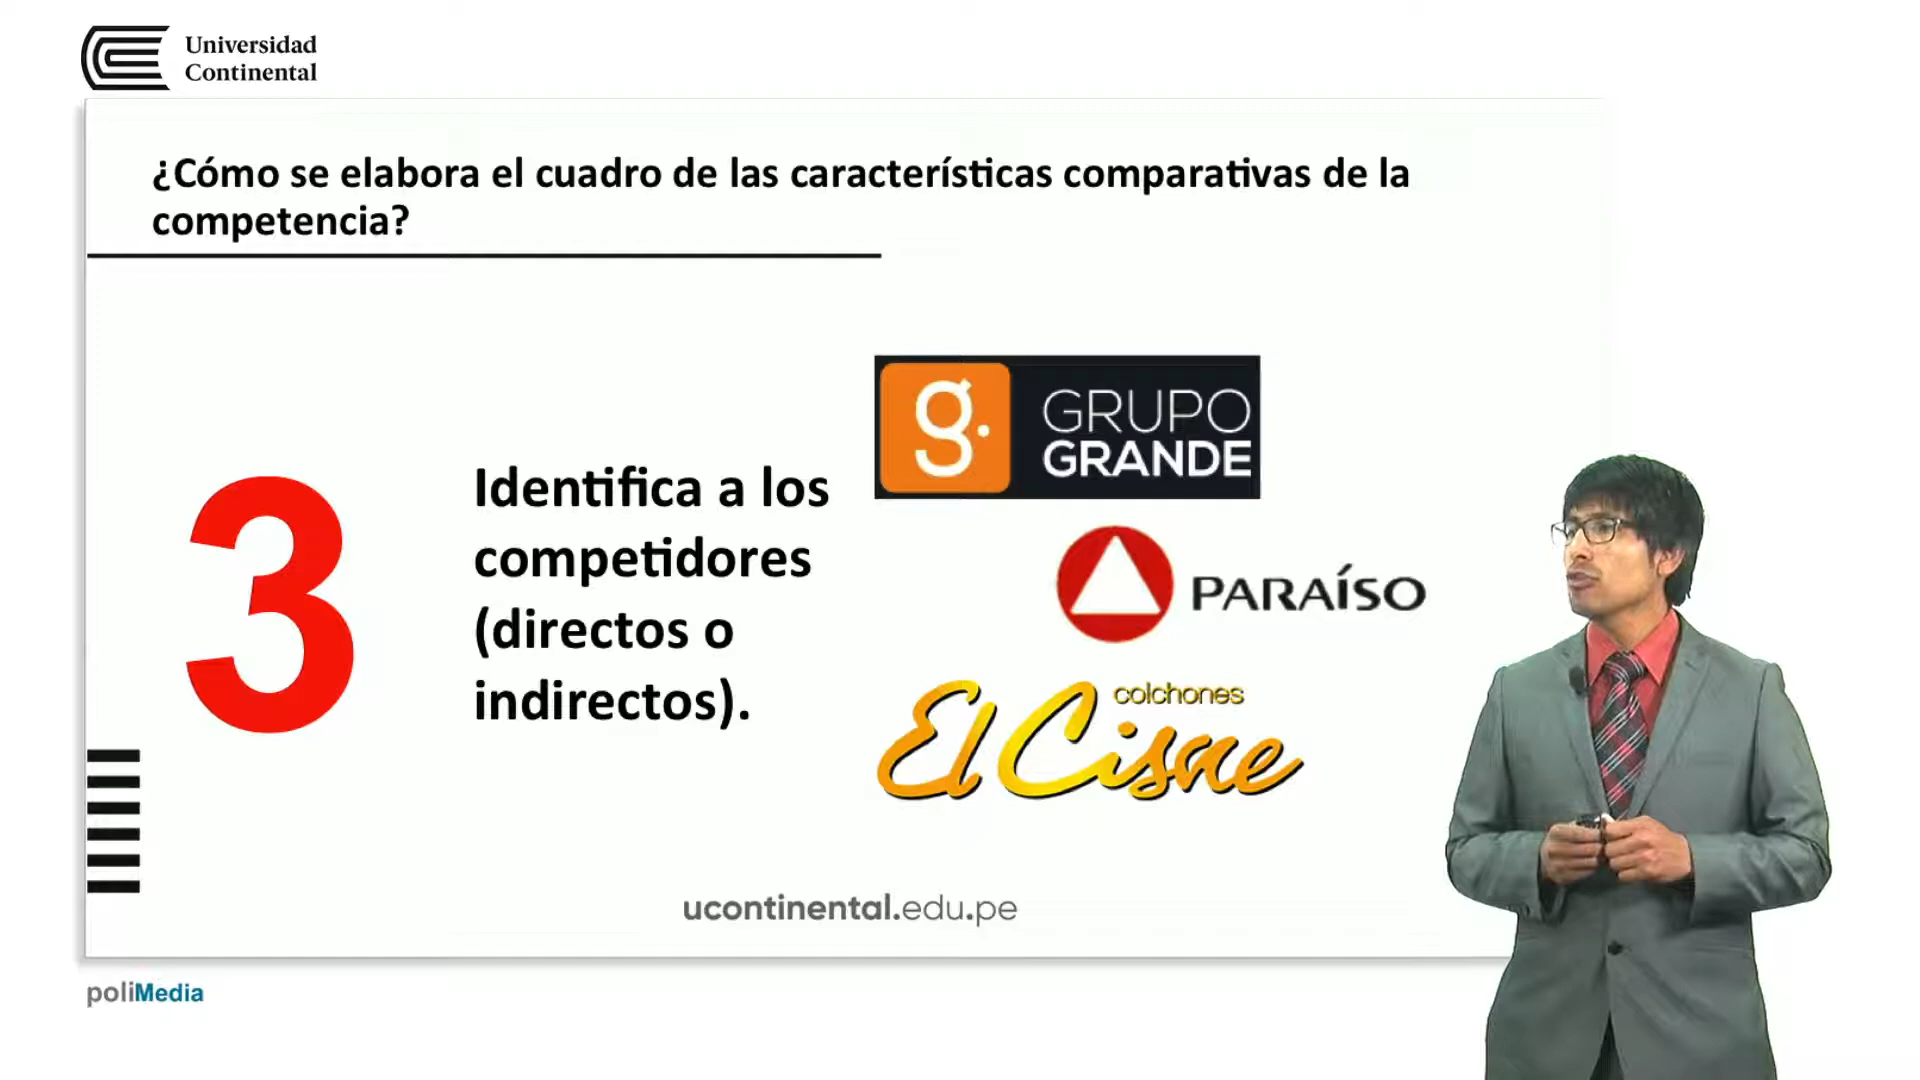 Universidad
Continental
¿Cómo se elabora el cuadro de las características comparativas de la
competencia?
3
Identifica a los
competidores
(directos o
indirectos).
g.
GRUPO
GRANDE
PARAÍSO
colchones
El Cisne
ucontinental.edu.pe
poliMedia